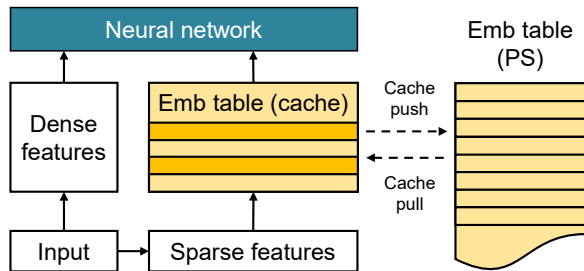 Neural network
Emb table
(PS)
Dense
features
Emb table (cache)
Cache
push
Cache
pull
Input
Sparse features